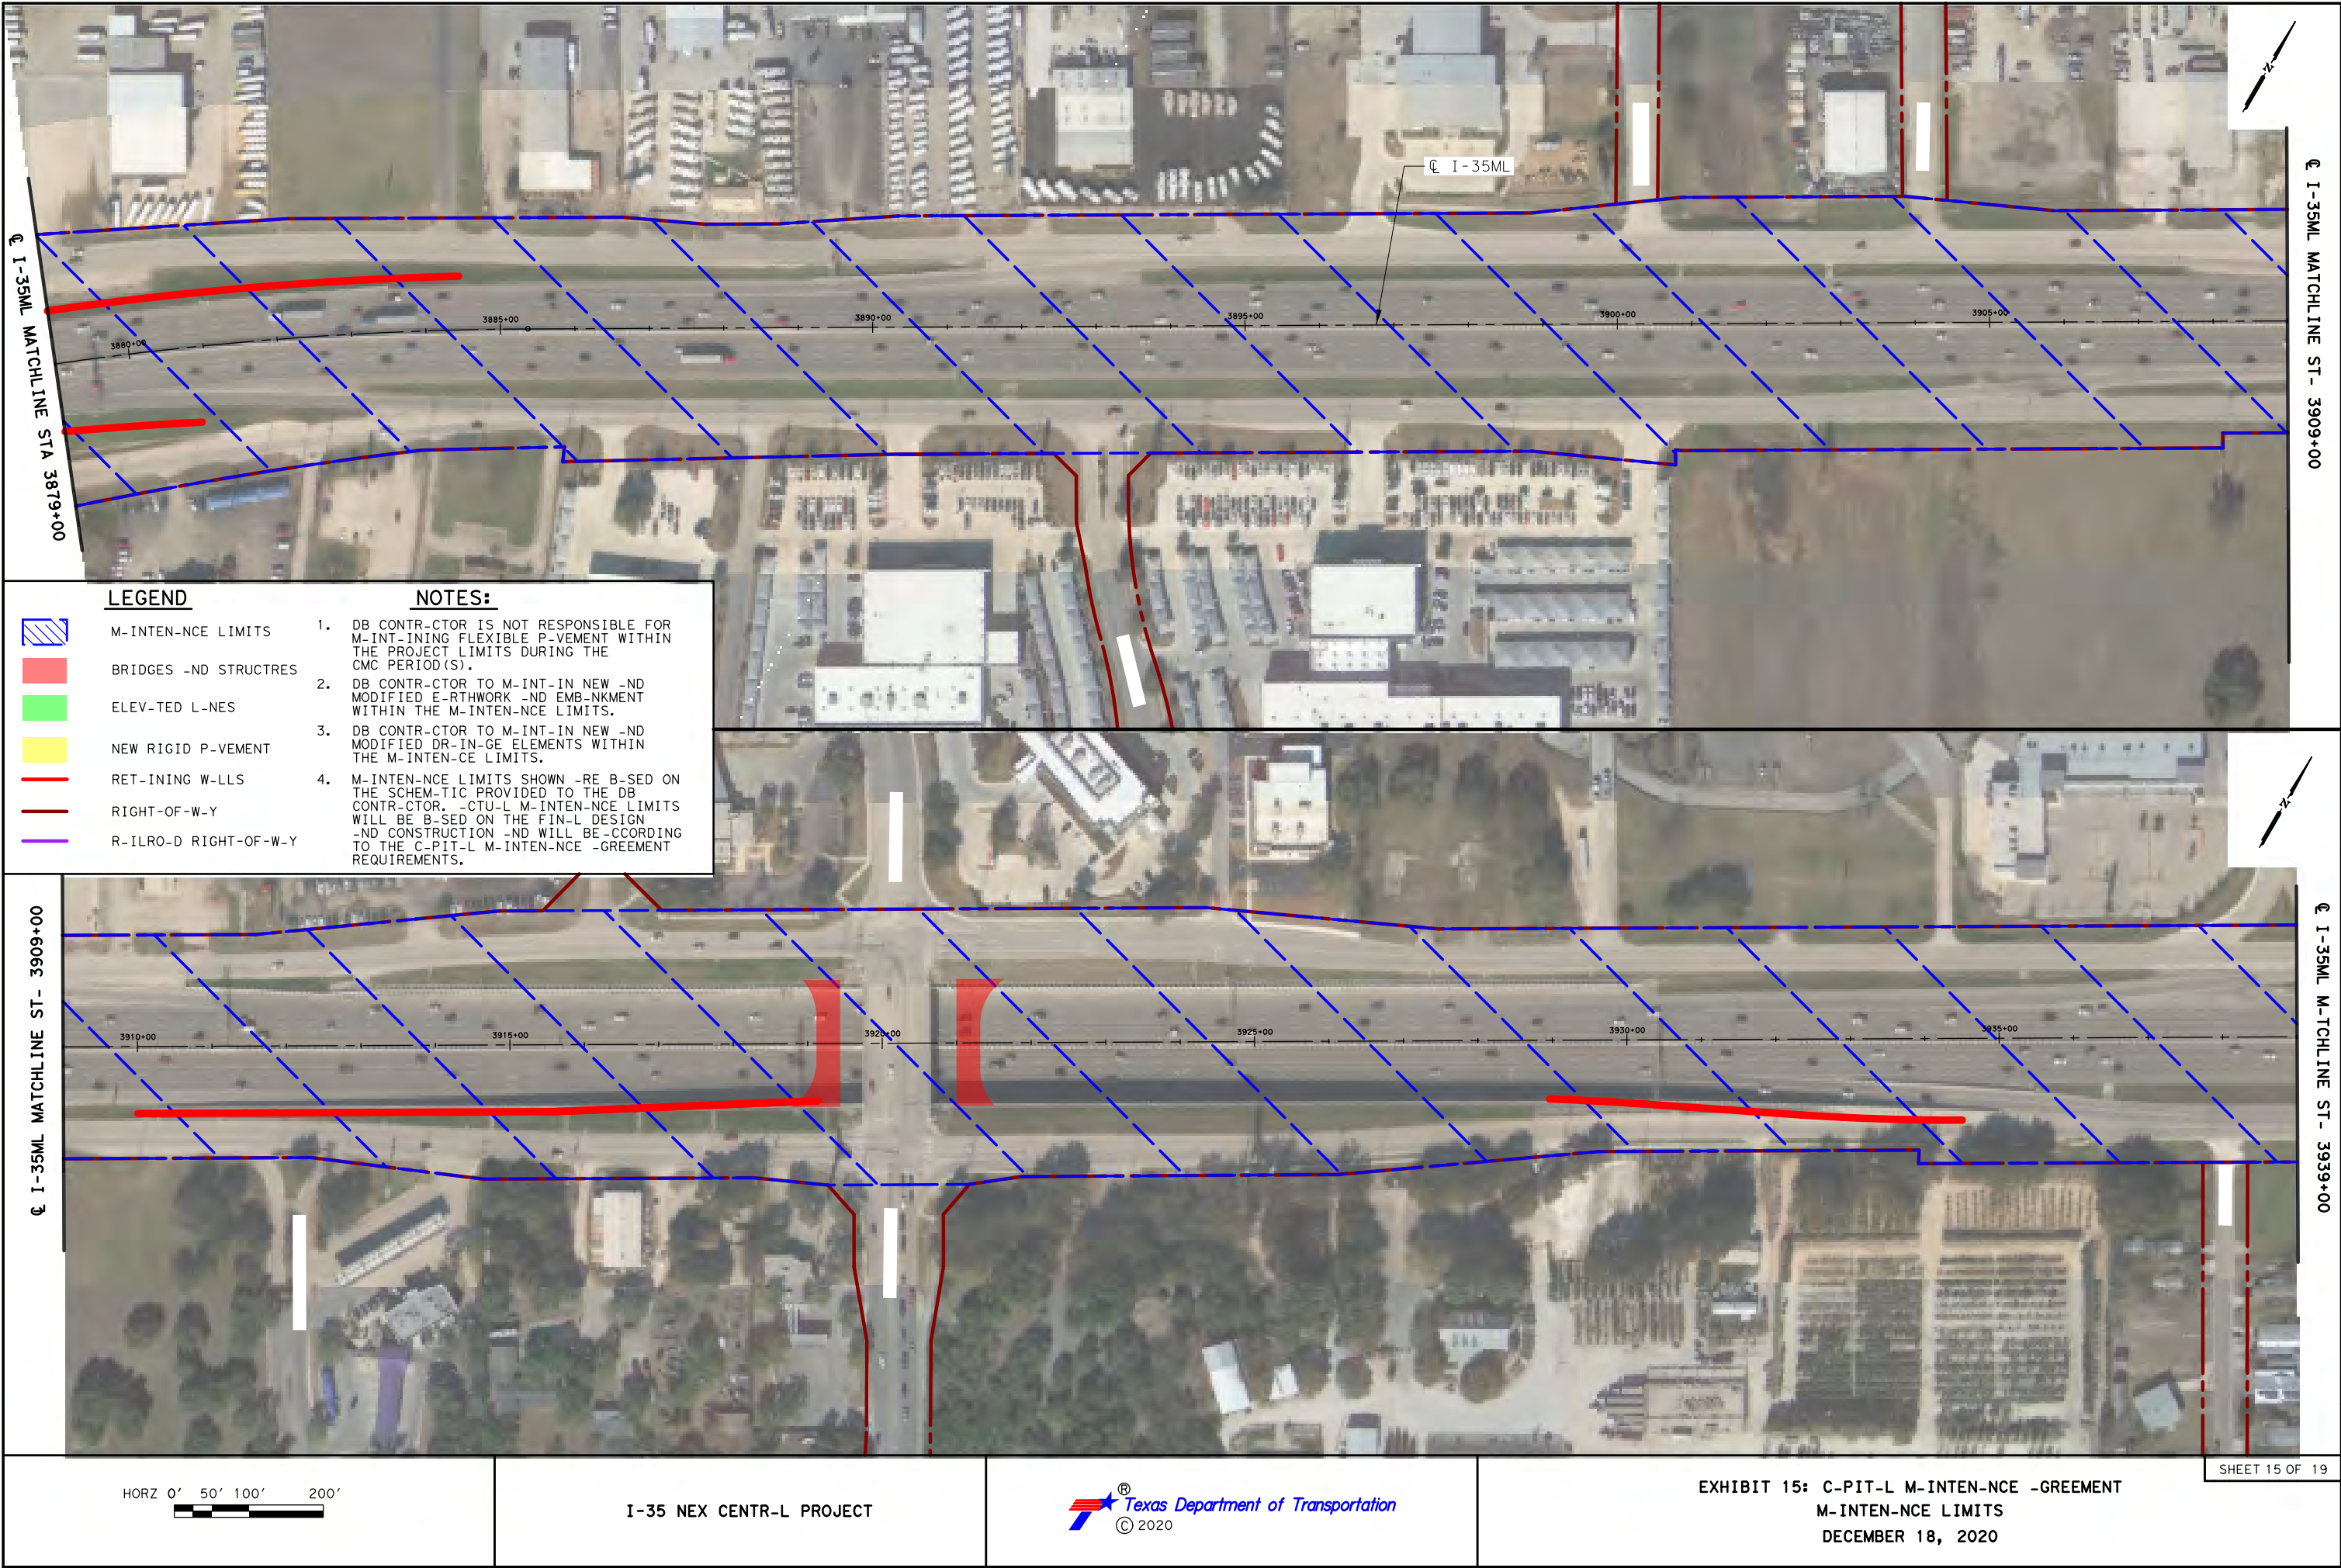 ℄ I-35ML
3880+00
3885+00
3890+00
3895+00
3900+00
3905+00
℄ I-35ML MATCHLINE STA 3879+00
℄ I-35ML MATCHLINE ST- 3909+00
N
LEGEND
M-INTEN-NCE LIMITS
BRIDGES -ND STRUCTRES
ELEV-TED L-NES
NEW RIGID P-VEMENT
RET-INING W-LLS
RIGHT-OF-W-Y
R-ILRO-D RIGHT-OF-W-Y
NOTES:
1. DB CONTR-CTOR IS NOT RESPONSIBLE FOR
M-INT-INING FLEXIBLE P-VEMENT WITHIN
THE PROJECT LIMITS DURING THE
CMC PERIOD(S).
2. DB CONTR-CTOR TO M-INT-IN NEW -ND
MODIFIED E-RTHWORK -ND EMB-NKMENT
WITHIN THE M-INTEN-NCE LIMITS.
3. DB CONTR-CTOR TO M-INT-IN NEW -ND
MODIFIED DR-IN-GE ELEMENTS WITHIN
THE M-INTEN-CE LIMITS.
4. M-INTEN-NCE LIMITS SHOWN -RE B-SED ON
THE SCHEM-TIC PROVIDED TO THE DB
CONTR-CTOR. -CTU-L M-INTEN-NCE LIMITS
WILL BE B-SED ON THE FIN-L DESIGN
-ND CONSTRUCTION -ND WILL BE-CCORDING
TO THE C-PIT-L M-INTEN-NCE -GREEMENT
REQUIREMENTS.
N
℄ I-35ML MATCHLINE ST- 3909+00
3910+00
3915+00
3920+00
3925+00
3930+00
3935+00
℄ I-35ML M-TCHLINE ST- 3939+00
HORZ 0' 50' 100' 200'
I-35 NEX CENTR-L PROJECT
® Texas Department of Transportation
© 2020
EXHIBIT 15: C-PIT-L M-INTEN-NCE -GREEMENT
M-INTEN-NCE LIMITS
DECEMBER 18, 2020
SHEET 15 OF 19